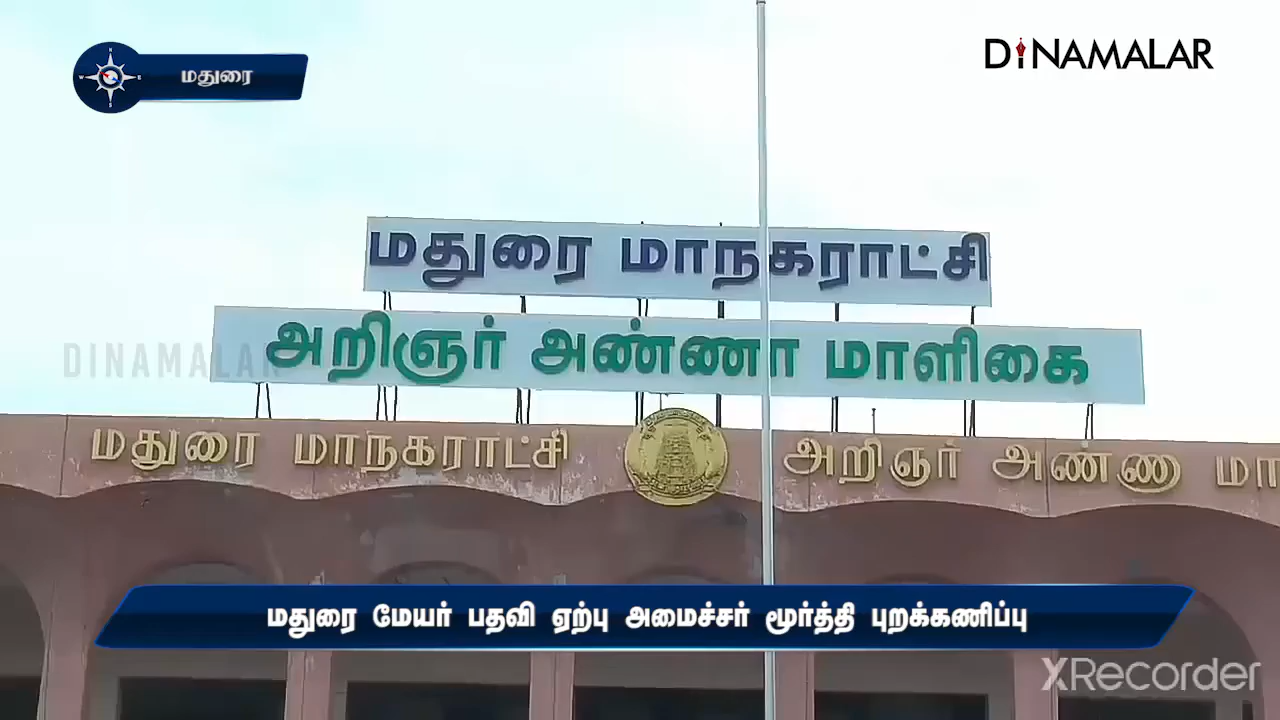 மதுரை
DINAMALAR
மதுரை மாநகராட்சி
அறிஞர் அண்ணா மாளிகை
DINAMALAR
மதுரை மாநகராட்சி
அறிஞர் அண்ணா மா
DINAMALAR
மதுரை மேயர் பதவி ஏற்பு அமைச்சர் மூர்த்தி புறக்கணிப்பு
XRecorder